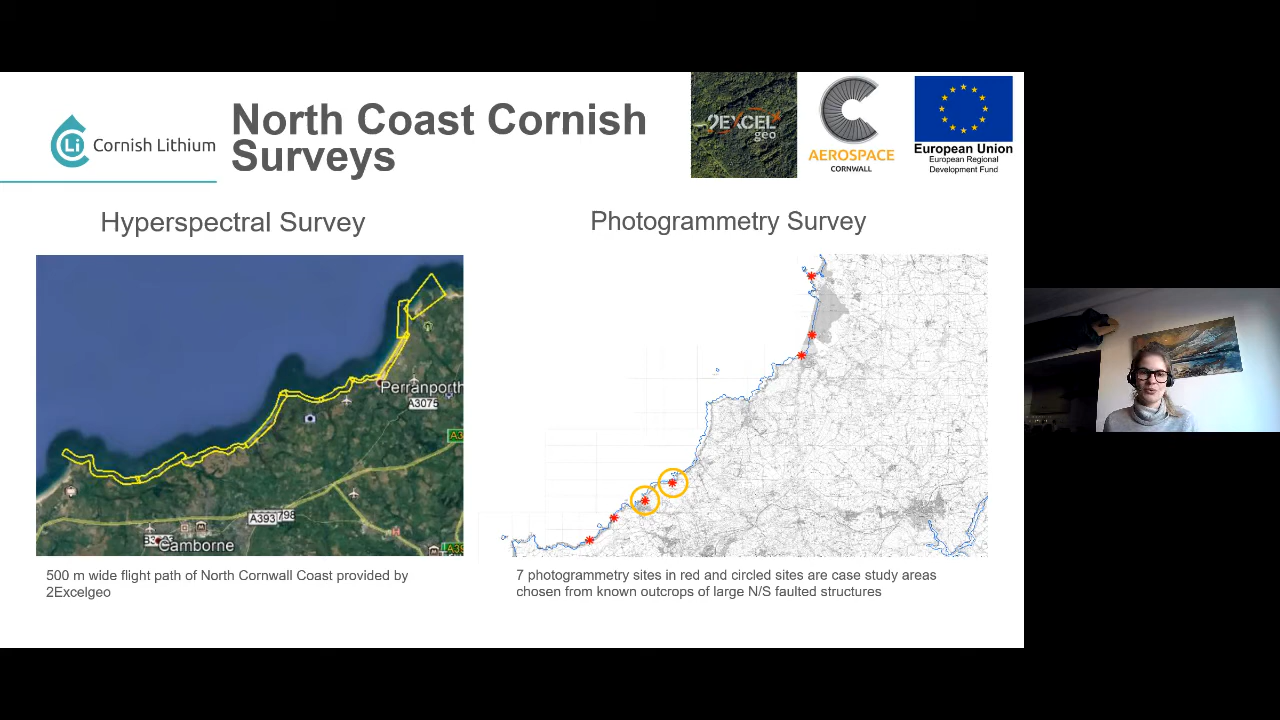 Li Cornish Lithium
North Coast Cornish
Surveys
2EXCEL
geo
AEROSPACE
CORNWALL
European Union
European Regional
Development Fund
Hyperspectral Survey
Photogrammetry Survey
Perranporth
A3075
A393
Camborne
500 m wide flight path of North Cornwall Coast provided by
2Excelgeo
7 photogrammetry sites in red and circled sites are case study areas
chosen from known outcrops of large N/S faulted structures